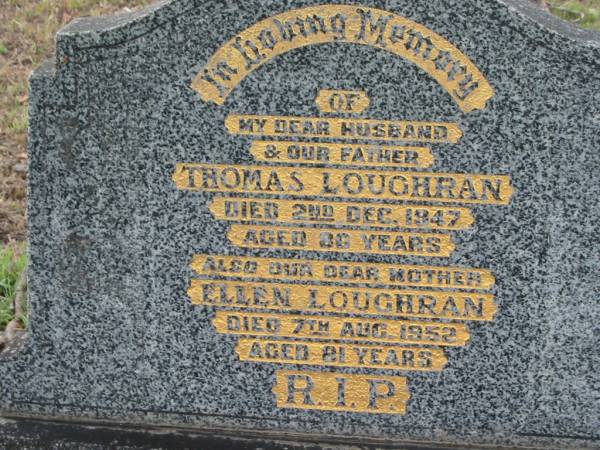 In Loving Memory
OF
MY DEAR HUSBAND
& OUR FATHER
THOMAS LOUGHRAN
DIED 2ND DEC. 1947
AGED 86 YEARS
ALSO OUR DEAR MOTHER
ELLEN LOUGHRAN
DIED 7TH AUG. 1952
AGED 81 YEARS
R.I.P.